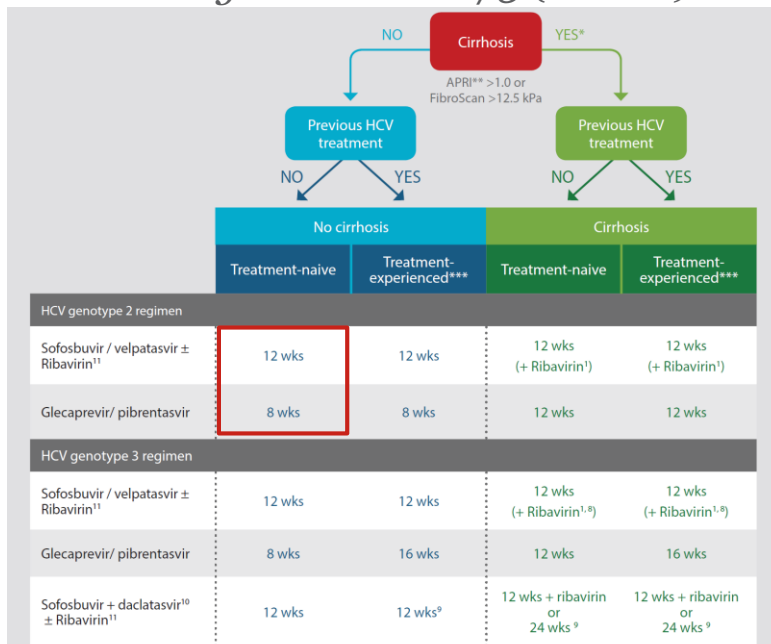 NO
Cirrhosis
YES*
APRI** >1.0 or
FibroScan >12.5 kPa
Previous HCV
treatment
Previous HCV
treatment
NO YES
NO YES
No cirrhosis Cirrhosis
Treatment-naive Treatment-experienced*** Treatment-naive Treatment-experienced***
HCV genotype 2 regimen
Sofosbuvir / velpatasvir ±
Ribavirin¹¹
12 wks
12 wks
12 wks
(+ Ribavirin¹)
12 wks
(+ Ribavirin¹)
Glecaprevir/ pibrentasvir 8 wks 8 wks 12 wks 12 wks
HCV genotype 3 regimen
Sofosbuvir / velpatasvir ±
Ribavirin¹¹
12 wks
12 wks
12 wks
(+ Ribavirin¹,⁸)
12 wks
(+ Ribavirin¹,⁸)
Glecaprevir/ pibrentasvir 8 wks 16 wks 12 wks 16 wks
Sofosbuvir + daclatasvir¹⁰
± Ribavirin¹¹
12 wks
12 wks⁹
12 wks + ribavirin
or
24 wks ⁹
12 wks + ribavirin
or
24 wks ⁹